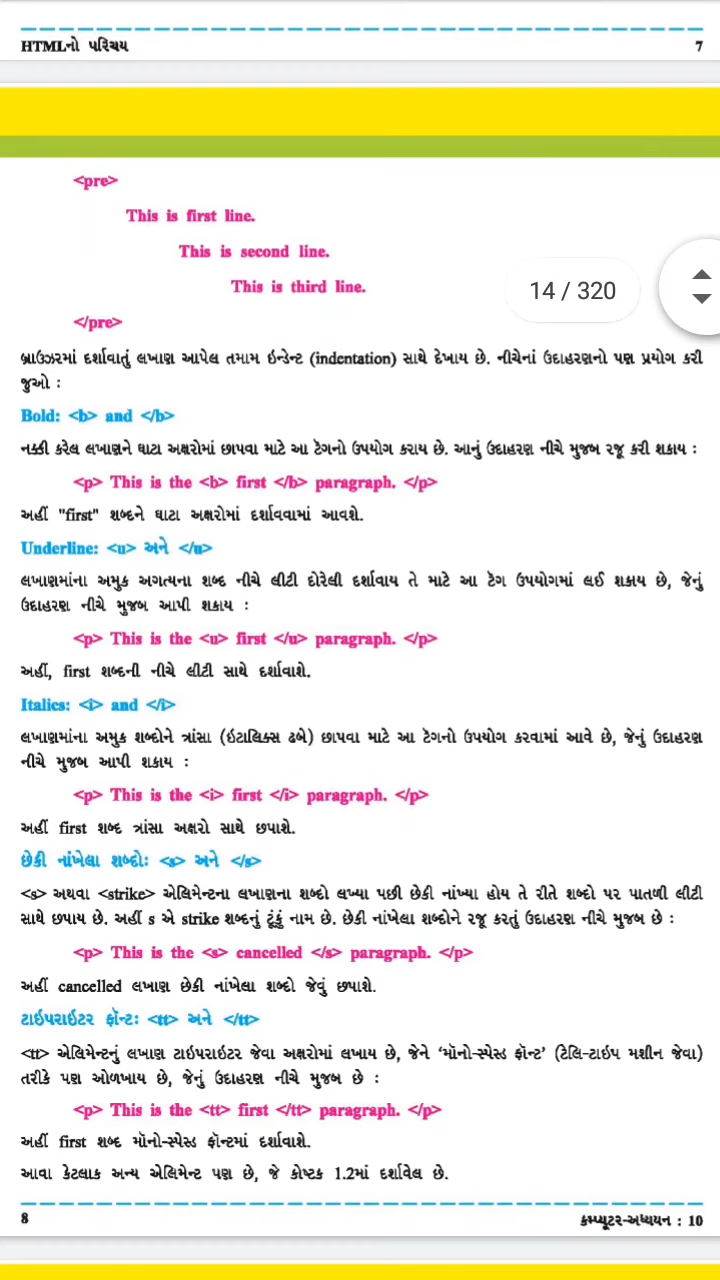 HTMLનો પરિચય 7
<pre>
This is first line.
This is second line.
This is third line.
14 / 320
</pre>
બ્રાઉઝરમાં દર્શાવાતું લખાણ આપેલ તમામ ઇન્ડેન્ટ (indentation) સાથે દેખાય છે. નીચેનાં ઉદાહરણનો પણ પ્રયોગ કરી
જુઓ :
Bold: <b> and </b>
નક્કી કરેલ લખાણને ઘાટા અક્ષરોમાં છાપવા માટે આ ટૅગનો ઉપયોગ કરાય છે. આનું ઉદાહરણ નીચે મુજબ રજૂ કરી શકાય :
<p> This is the <b> first </b> paragraph. </p>
અહીં "first" શબ્દને ઘાટા અક્ષરોમાં દર્શાવવામાં આવશે.
Underline: <u> અને </u>
લખાણમાંના અમુક અગત્યના શબ્દ નીચે લીટી દોરેલી દર્શાવાય તે માટે આ ટૅગ ઉપયોગમાં લઈ શકાય છે, જેનું
ઉદાહરણ નીચે મુજબ આપી શકાય :
<p> This is the <u> first </u> paragraph. </p>
અહીં, first શબ્દની નીચે લીટી સાથે દર્શાવાશે.
Italics: <i> and </i>
લખાણમાંના અમુક શબ્દોને ત્રાંસા (ઇટાલિક્સ ઢબે) છાપવા માટે આ ટૅગનો ઉપયોગ કરવામાં આવે છે, જેનું ઉદાહરણ
નીચે મુજબ આપી શકાય :
<p> This is the <i> first </i> paragraph. </p>
અહીં first શબ્દ ત્રાંસા અક્ષરો સાથે છપાશે.
છેકી નાંખેલા શબ્દો: <s> અને </s>
<s> અથવા <strike> એલિમેન્ટના લખાણના શબ્દો લખ્યા પછી છેકી નાંખ્યા હોય તે રીતે શબ્દો પર પાતળી લીટી
સાથે છપાય છે. અહીં s એ strike શબ્દનું ટૂંકું નામ છે. છેકી નાંખેલા શબ્દોને રજૂ કરતું ઉદાહરણ નીચે મુજબ છે :
<p> This is the <s> cancelled </s> paragraph. </p>
અહીં cancelled લખાણ છેકી નાંખેલા શબ્દો જેવું છપાશે.
ટાઇપરાઇટર ફૉન્ટ: <tt> અને </tt>
<tt> એલિમેન્ટનું લખાણ ટાઇપરાઇટર જેવા અક્ષરોમાં લખાય છે, જેને ‘મૉનો-સ્પેસ્ડ ફૉન્ટ’ (ટેલિ-ટાઇપ મશીન જેવા)
તરીકે પણ ઓળખાય છે, જેનું ઉદાહરણ નીચે મુજબ છે :
<p> This is the <tt> first </tt> paragraph. </p>
અહીં first શબ્દ મૉનો-સ્પેસ્ડ ફૉન્ટમાં દર્શાવાશે.
આવા કેટલાક અન્ય એલિમેન્ટ પણ છે, જે કોષ્ટક 1.2માં દર્શાવેલ છે.
8 કમ્પ્યૂટર-અધ્યયન : 10